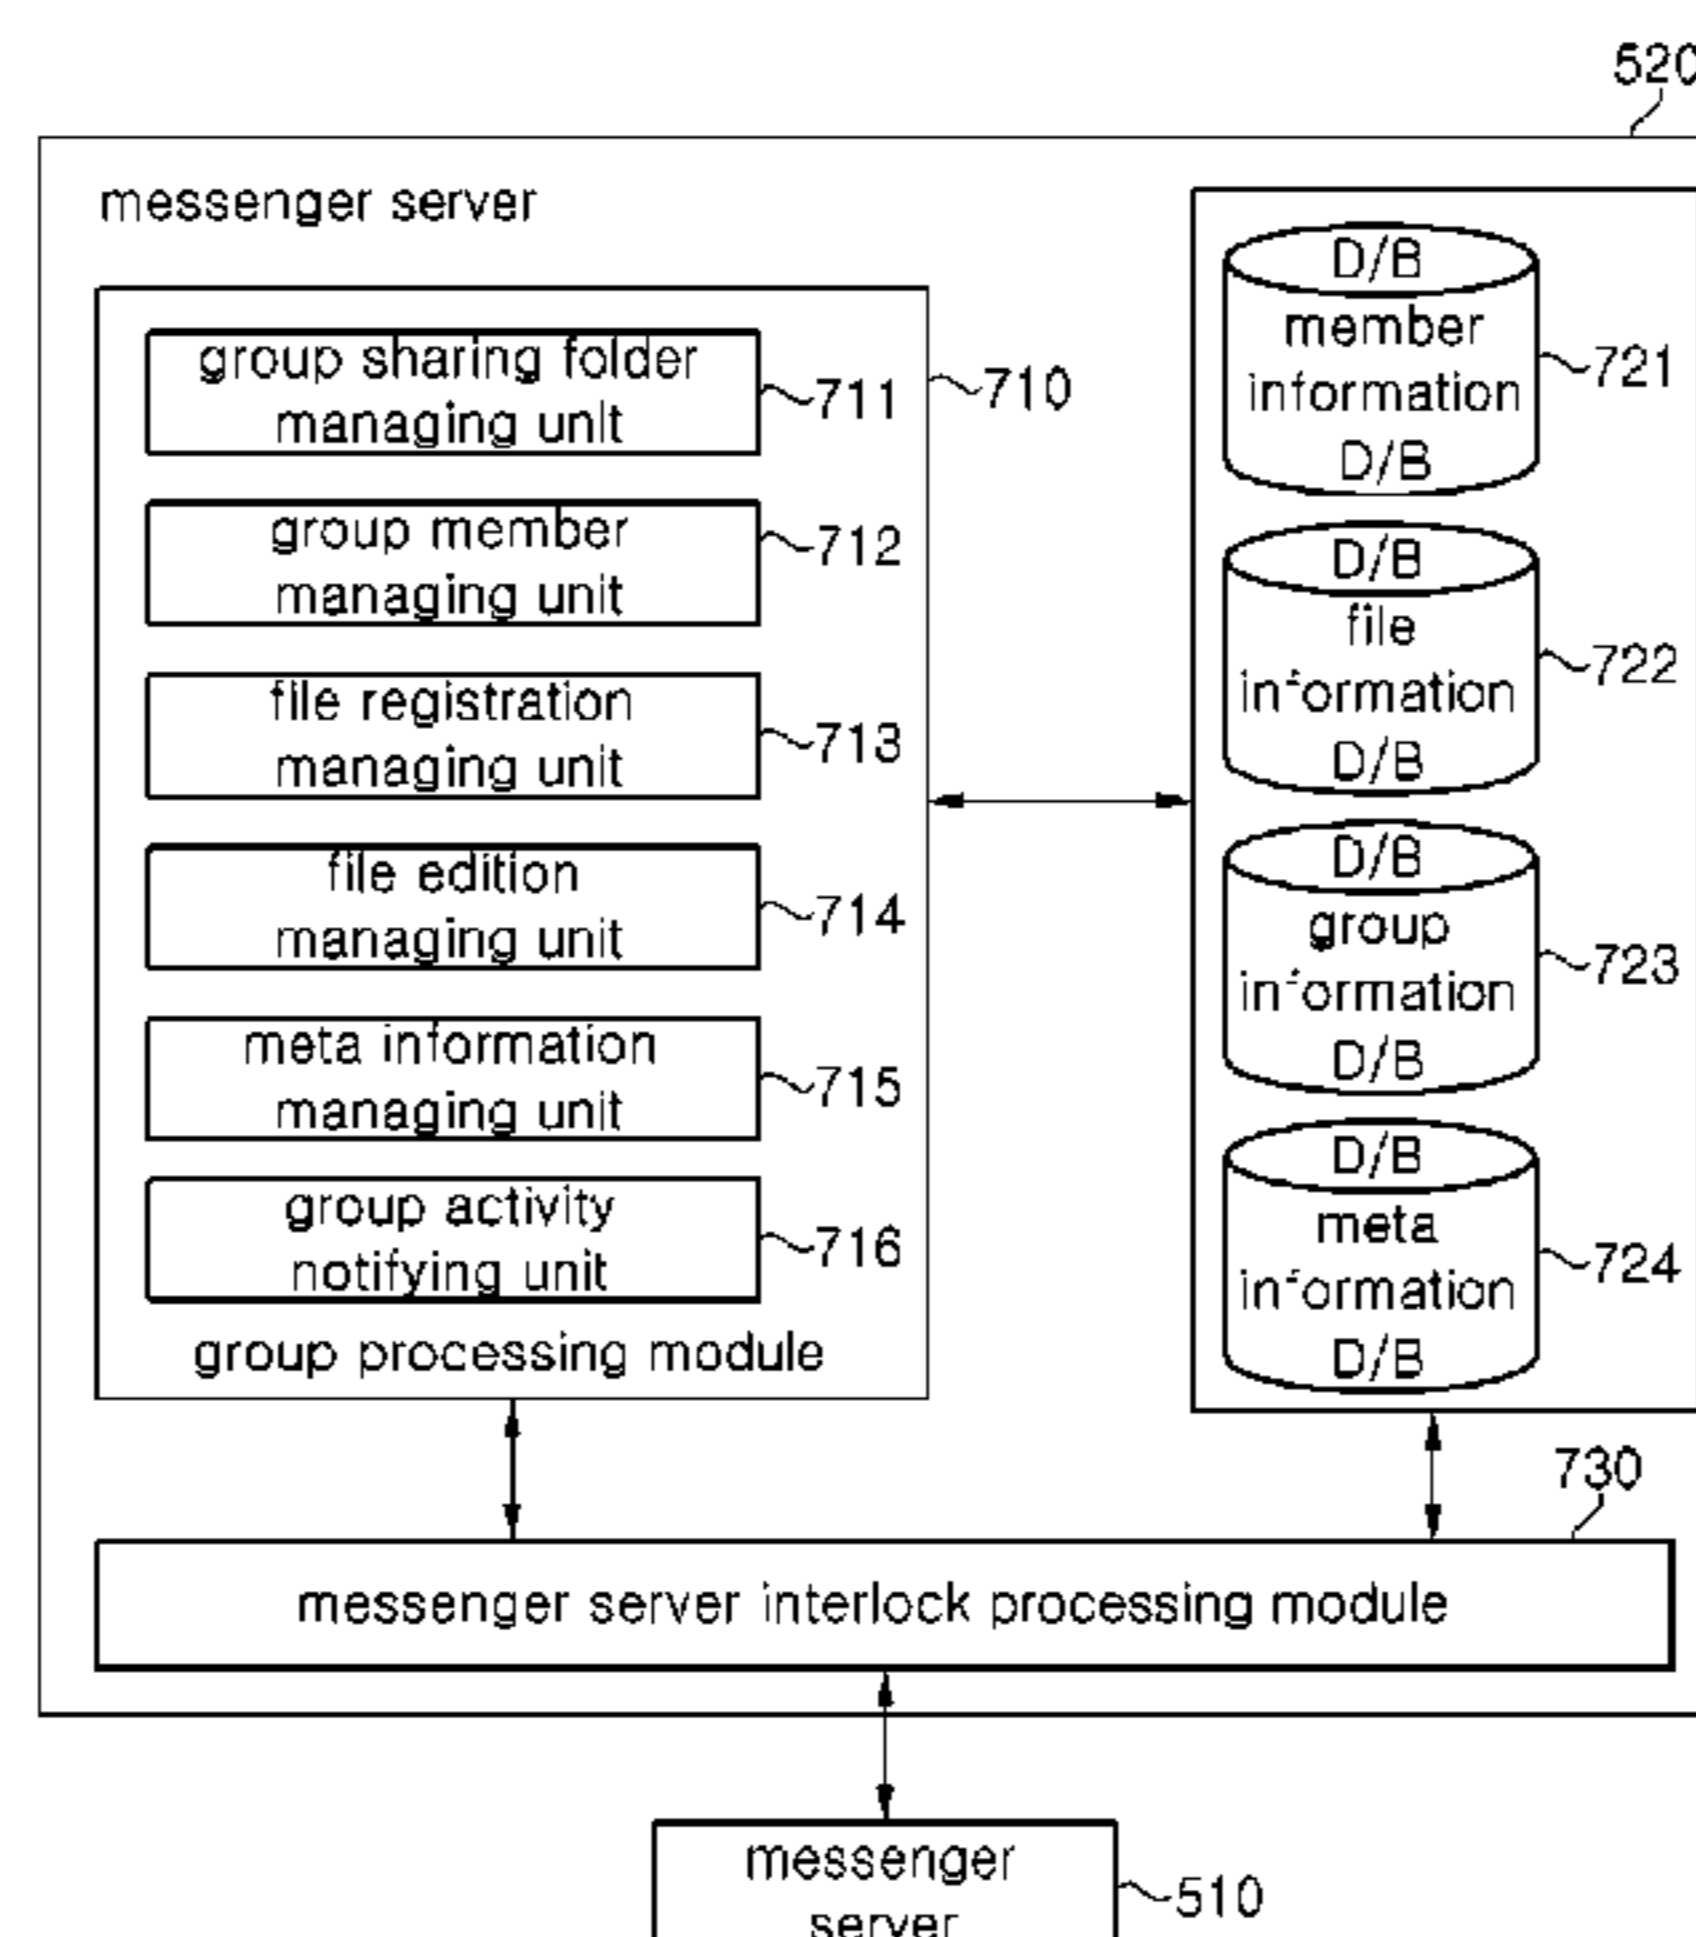 520
messenger server
group sharing folder
managing unit
711
710
group member
managing unit
712
file registration
managing unit
713
file edition
managing unit
714
meta information
managing unit
715
group activity
notifying unit
716
group processing module
D/B
member
information
D/B
721
D/B
file
information
D/B
722
D/B
group
information
D/B
723
D/B
meta
information
D/B
724
730
messenger server interlock processing module
messenger
server
510